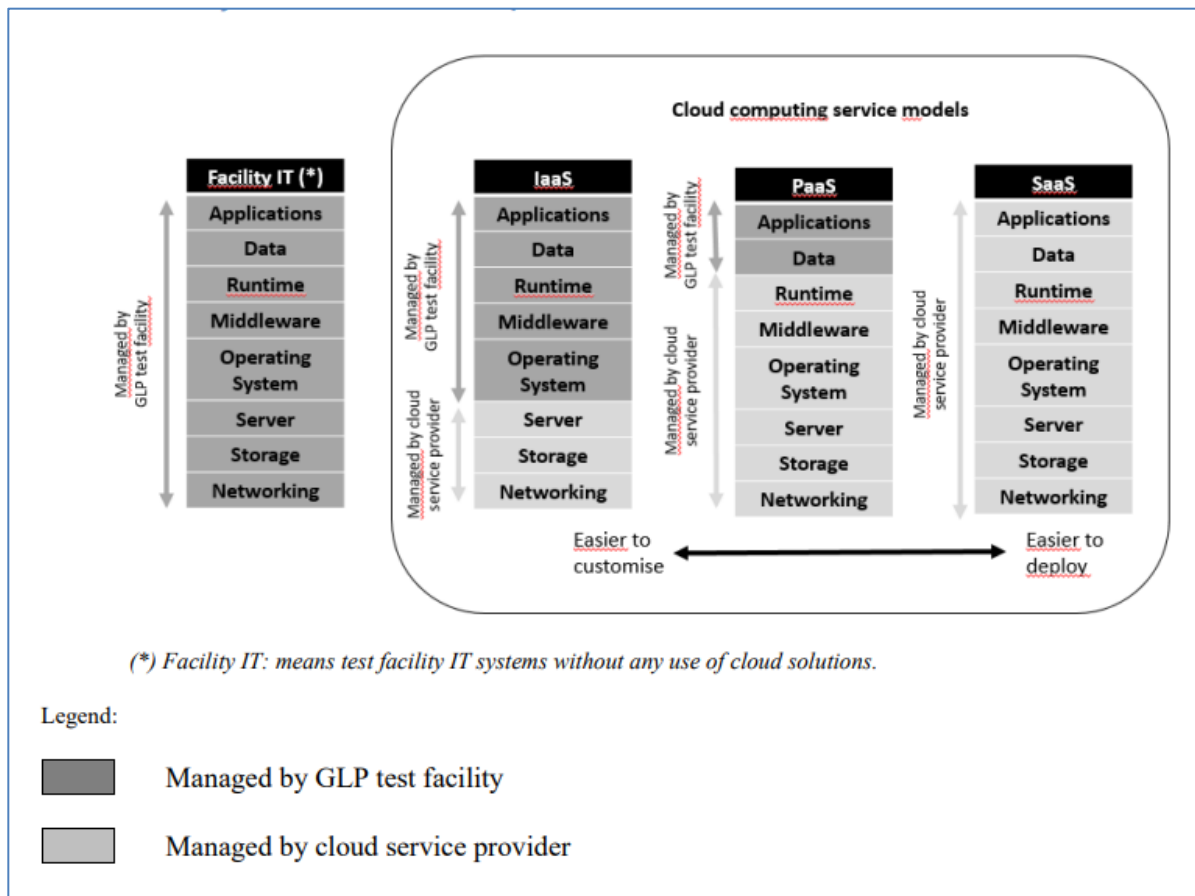 Cloud computing service models
Facility IT (*)
Applications
Data
Runtime
Middleware
Operating
System
Server
Storage
Networking
Managed by
GLP test facility
IaaS
Applications
Data
Runtime
Middleware
Operating
System
Server
Storage
Networking
Managed by
GLP test facility
Managed by cloud
service provider
PaaS
Applications
Data
Runtime
Middleware
Operating
System
Server
Storage
Networking
Managed by
GLP test facility
Managed by cloud
service provider
SaaS
Applications
Data
Runtime
Middleware
Operating
System
Server
Storage
Networking
Managed by cloud
service provider
Easier to
customise
Easier to
deploy
(*) Facility IT: means test facility IT systems without any use of cloud solutions.
Legend:
Managed by GLP test facility
Managed by cloud service provider